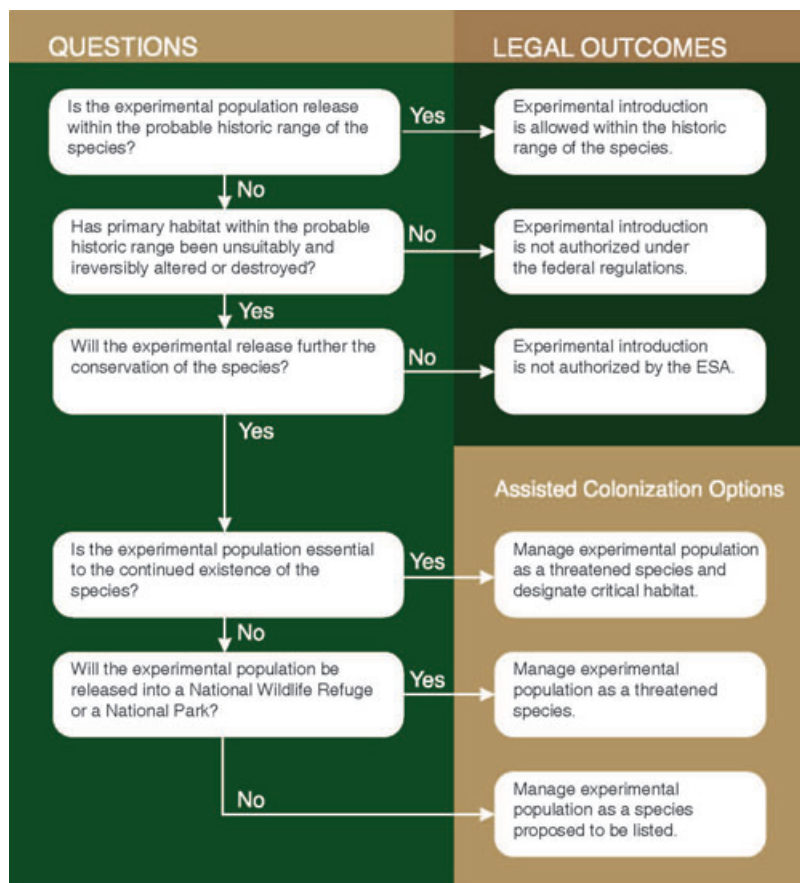 QUESTIONS
LEGAL OUTCOMES
Is the experimental population release
within the probable historic range of the
species?
Yes
Experimental introduction
is allowed within the historic
range of the species.
No
Has primary habitat within the probable
historic range been unsuitably and
ireversibly altered or destroyed?
No
Experimental introduction
is not authorized under
the federal regulations.
Yes
Will the experimental release further the
conservation of the species?
No
Experimental introduction
is not authorized by the ESA.
Yes
Assisted Colonization Options
Is the experimental population essential
to the continued existence of the
species?
Yes
Manage experimental population
as a threatened species and
designate critical habitat.
No
Will the experimental population be
released into a National Wildlife Refuge
or a National Park?
Yes
Manage experimental
population as a threatened
species.
No
Manage experimental
population as a species
proposed to be listed.